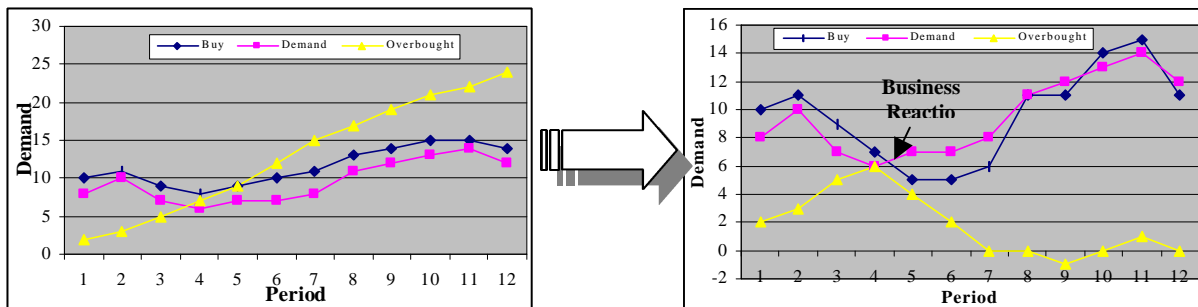 30
25
20
15
10
5
0
Demand
Buy Demand Overbought
1 2 3 4 5 6 7 8 9 10 11 12
Period
16
14
12
10
8
6
4
2
0
-2
Demand
Buy Demand Overbought
Business
Reactio
1 2 3 4 5 6 7 8 9 10 11 12
Period